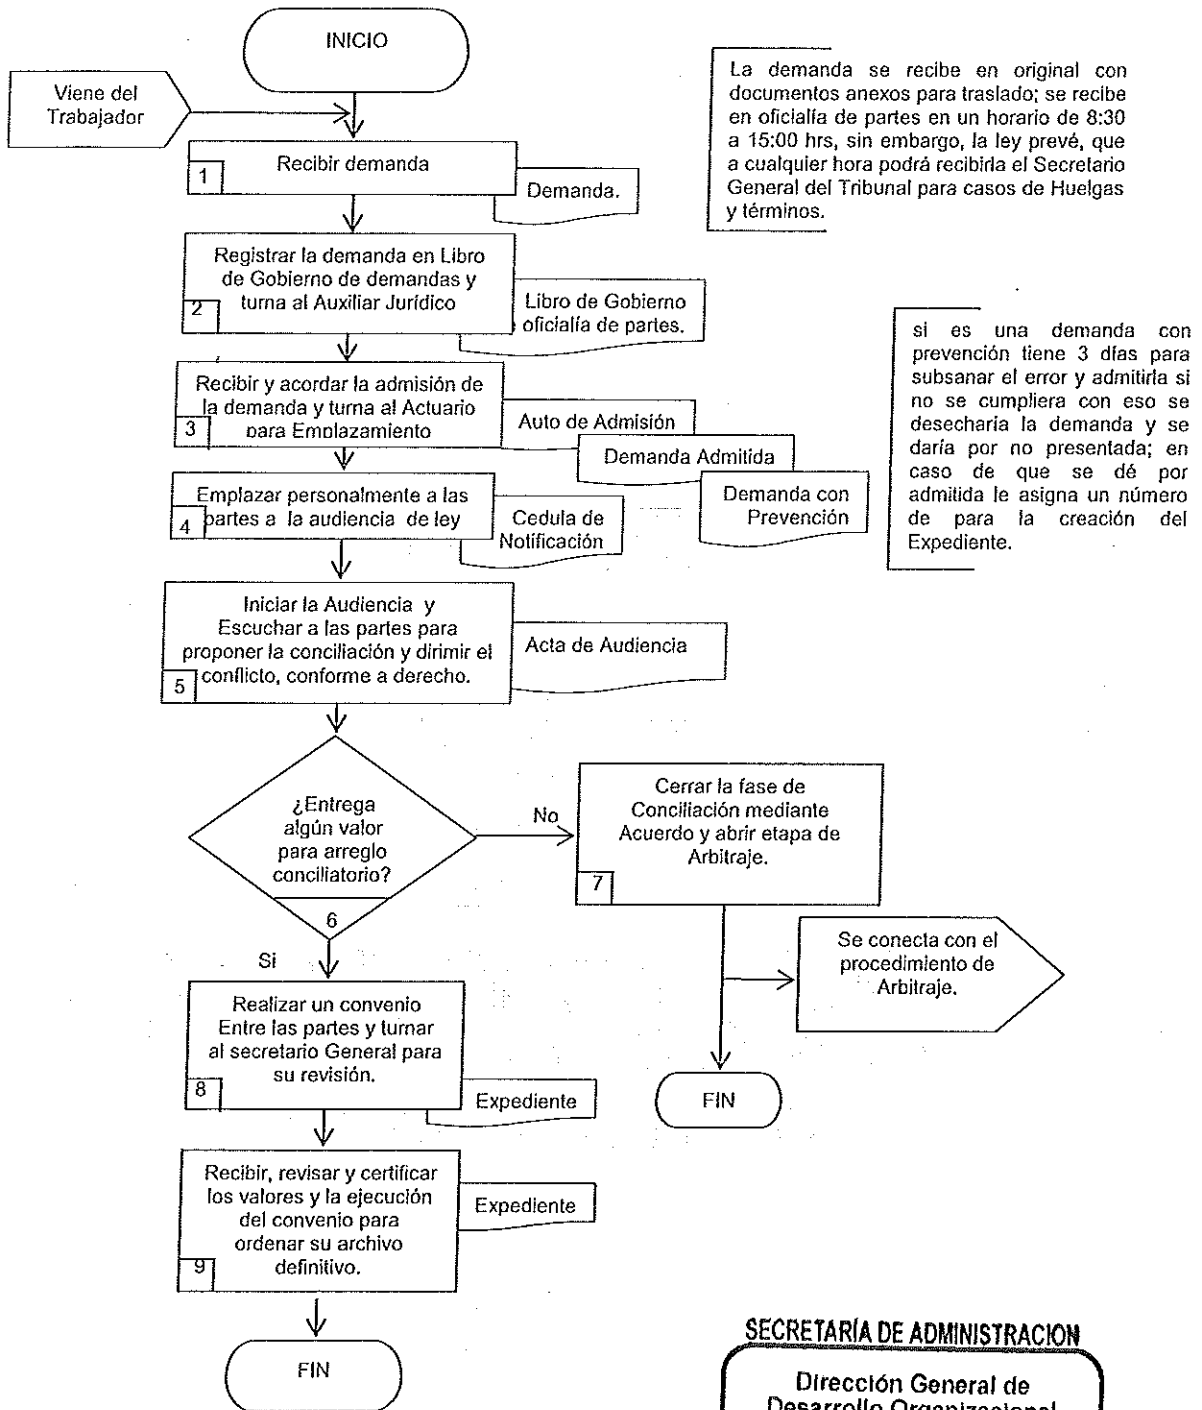 INICIO
Viene del
Trabajador
La demanda se recibe en original con
documentos anexos para traslado; se recibe
en oficialía de partes en un horario de 8:30
a 15:00 hrs, sin embargo, la ley prevé, que
a cualquier hora podrá recibirla el Secretario
General del Tribunal para casos de Huelgas
y términos.
Recibir demanda
1
Demanda.
Registrar la demanda en Libro
de Gobierno de demandas y
turna al Auxiliar Jurídico
2
Libro de Gobierno
oficialía de partes.
si es una demanda con
prevención tiene 3 días para
subsanar el error y admitirla si
no se cumpliera con eso se
desecharía la demanda y se
daría por no presentada; en
caso de que se dé por
admitida le asigna un número
de para la creación del
Expediente.
Recibir y acordar la admisión de
la demanda y turna al Actuario
para Emplazamiento
3
Auto de Admisión
Demanda Admitida
Demanda con
Prevención
Emplazar personalmente a las
partes a la audiencia de ley
4
Cedula de
Notificación
Iniciar la Audiencia y
Escuchar a las partes para
proponer la conciliación y dirimir el
conflicto, conforme a derecho.
5
Acta de Audiencia
¿Entrega
algún valor
para arreglo
conciliatorio?
6
No
Cerrar la fase de
Conciliación mediante
Acuerdo y abrir etapa de
Arbitraje.
7
Se conecta con el
procedimiento de
Arbitraje.
FIN
Si
Realizar un convenio
Entre las partes y turnar
al secretario General para
su revisión.
8
Expediente
Recibir, revisar y certificar
los valores y la ejecución
del convenio para
ordenar su archivo
definitivo.
9
Expediente
FIN
SECRETARÍA DE ADMINISTRACION
Dirección General de
Desarrollo Organizacional